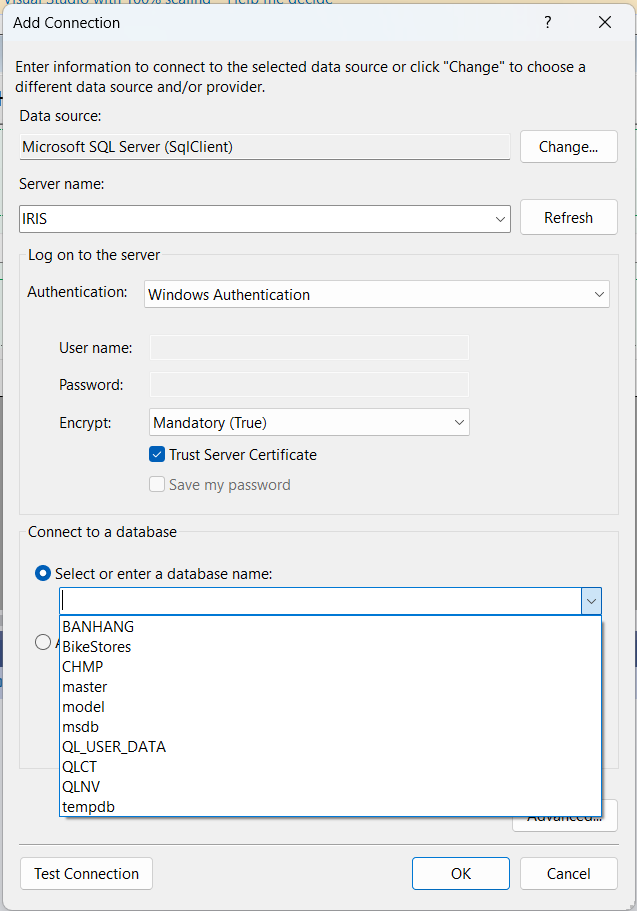 Visual Studio with 100% scaling Help me decide
Add Connection
?
Enter information to connect to the selected data source or click "Change" to choose a
different data source and/or provider.
Data source:
Microsoft SQL Server (SqlClient)
Change...
Server name:
IRIS
Refresh
Log on to the server
Authentication:
Windows Authentication
User name:
Password:
Encrypt:
Mandatory (True)
Trust Server Certificate
Save my password
Connect to a database
Select or enter a database name:
BANHANG
BikeStores
CHMP
master
model
msdb
QL_USER_DATA
QLCT
QLNV
tempdb
Advanced...
Test Connection
OK
Cancel